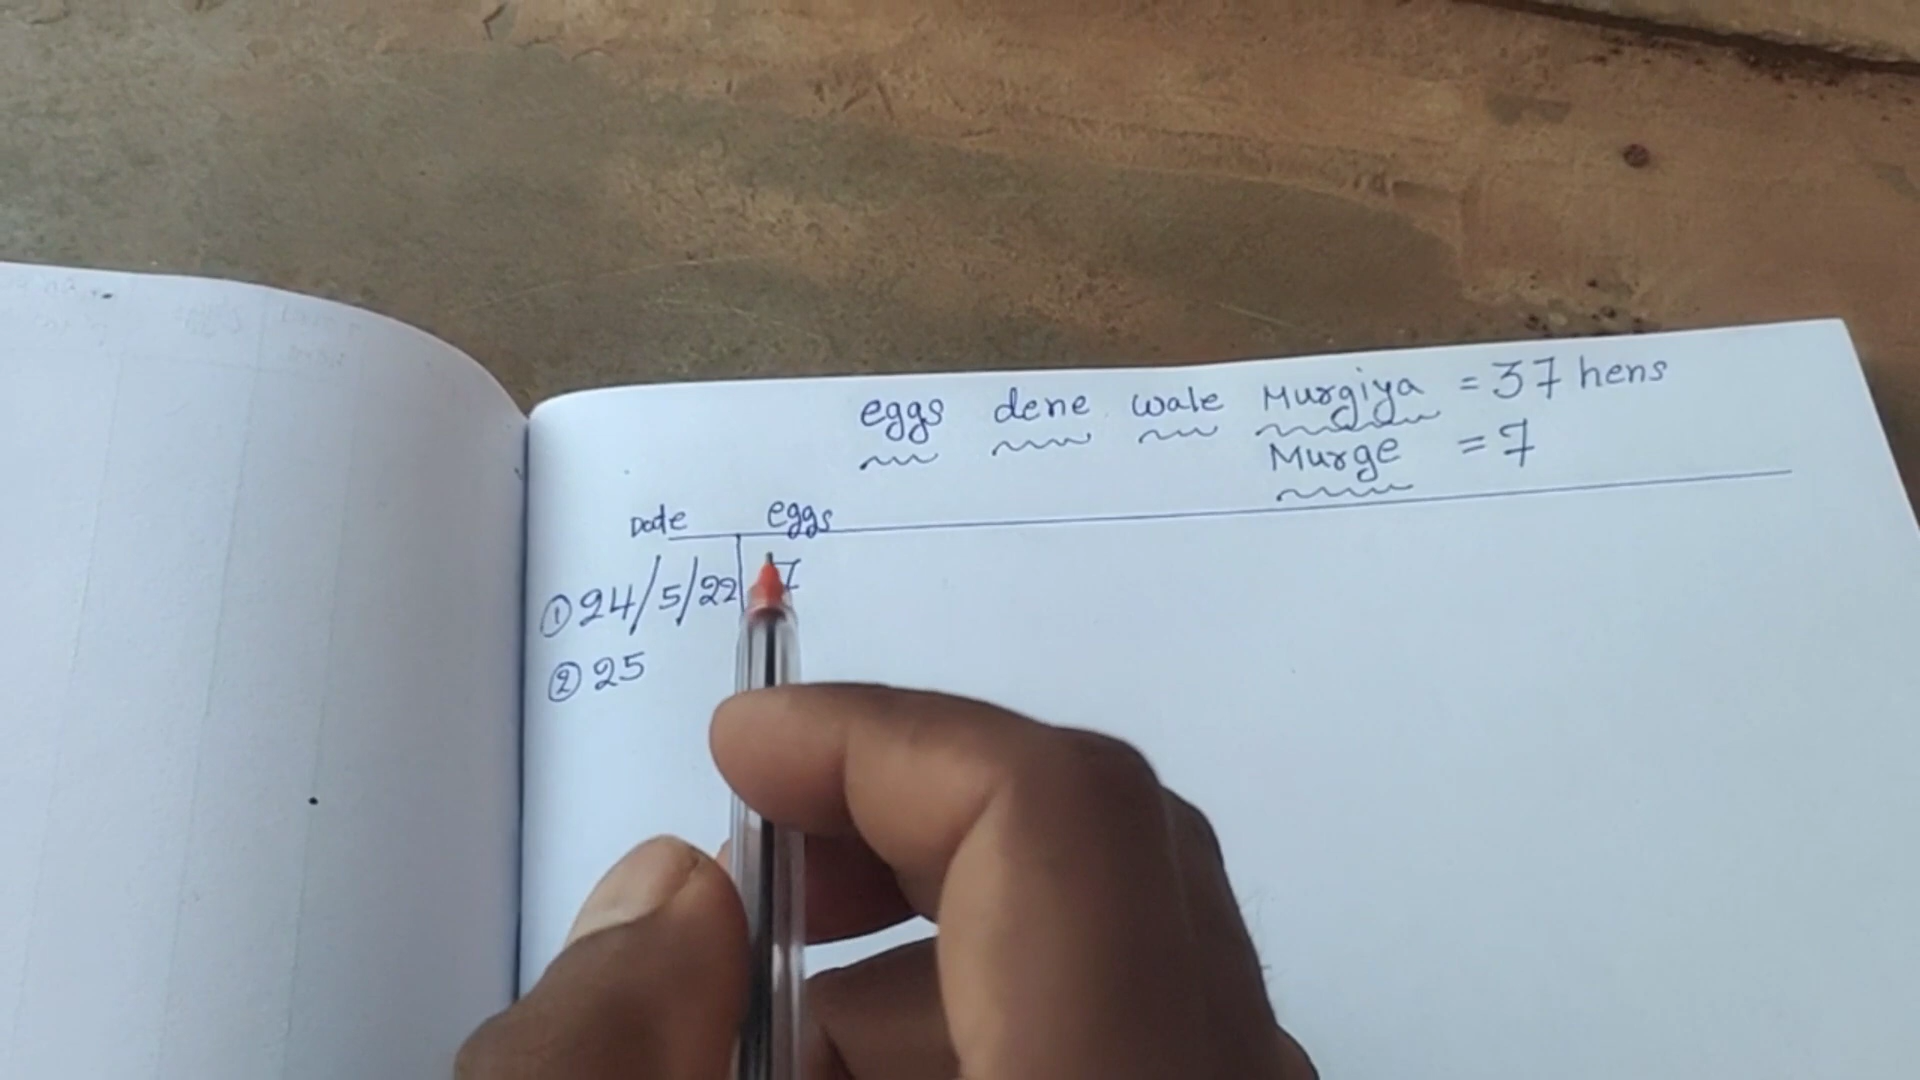 eggs dene wale Murgiya = 37 hens
Murge = 7
Date eggs
① 24/5/22
② 25